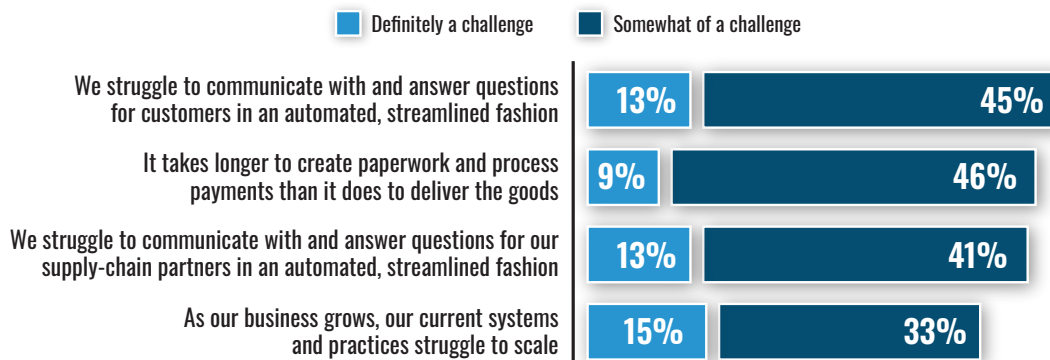 Definitely a challenge
Somewhat of a challenge
We struggle to communicate with and answer questions
for customers in an automated, streamlined fashion
13%
45%
It takes longer to create paperwork and process
payments than it does to deliver the goods
9%
46%
We struggle to communicate with and answer questions for our
supply-chain partners in an automated, streamlined fashion
13%
41%
As our business grows, our current systems
and practices struggle to scale
15%
33%